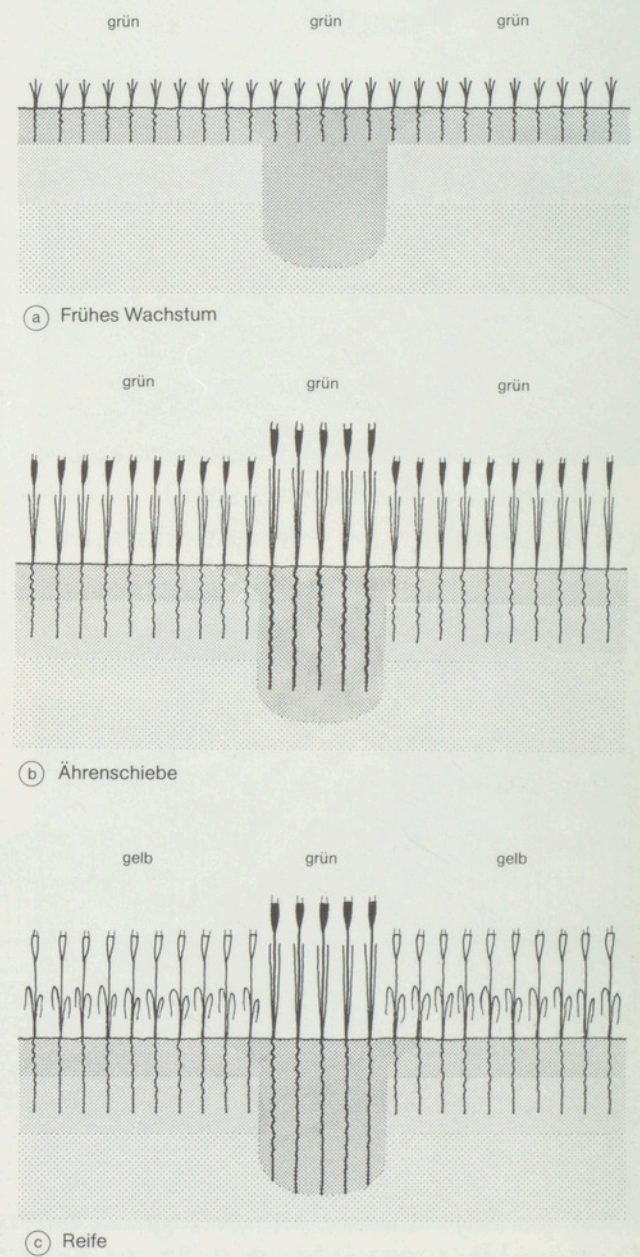 grün grün grün
a Frühes Wachstum
grün grün grün
b Ährenschiebe
gelb grün gelb
c Reife